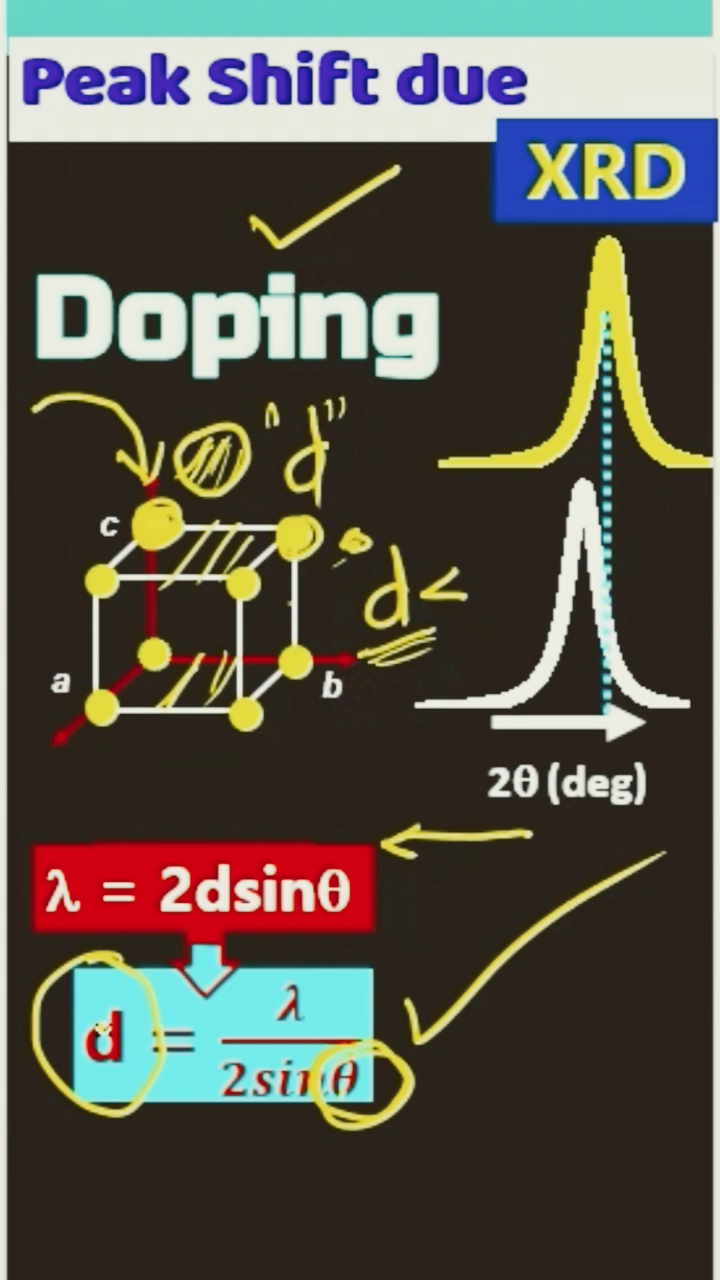 Peak Shift due
XRD
Doping
"d"
c
d<
a
b
2θ (deg)
λ = 2dsinθ
d = λ / 2sinθ